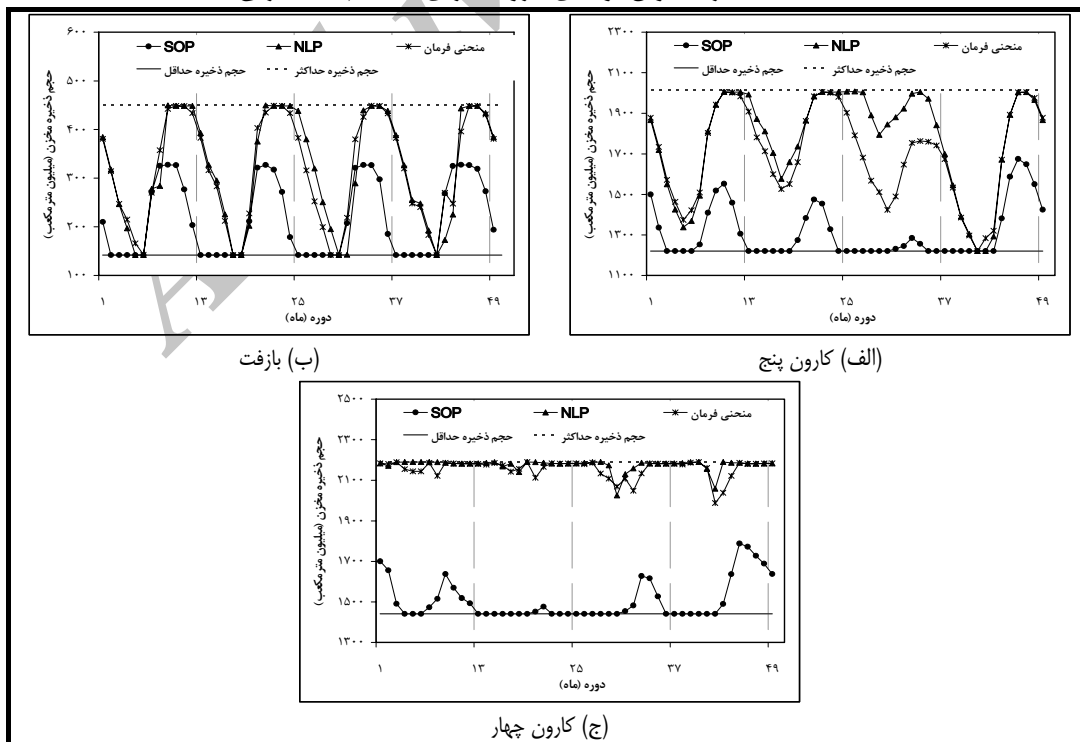 ۲۳۰۰
SOP NLP منحنی فرمان
حجم ذخیره حداقل حجم ذخیره حداکثر
۲۱۰۰
۱۹۰۰
۱۷۰۰
۱۵۰۰
۱۳۰۰
۱۱۰۰
حجم ذخیره مخزن (میلیون متر مکعب)
۱ ۱۳ ۲۵ ۳۷ ۴۹
دوره (ماه)
(الف) کارون پنج
۶۰۰
SOP NLP منحنی فرمان
حجم ذخیره حداقل حجم ذخیره حداکثر
۵۰۰
۴۰۰
۳۰۰
۲۰۰
۱۰۰
حجم ذخیره مخزن (میلیون متر مکعب)
۱ ۱۳ ۲۵ ۳۷ ۴۹
دوره (ماه)
(ب) بازفت
۲۵۰۰
SOP NLP منحنی فرمان
حجم ذخیره حداقل حجم ذخیره حداکثر
۲۳۰۰
۲۱۰۰
۱۹۰۰
۱۷۰۰
۱۵۰۰
۱۳۰۰
حجم ذخیره مخزن (میلیون متر مکعب)
۱ ۱۳ ۲۵ ۳۷ ۴۹
دوره (ماه)
(ج) کارون چهار